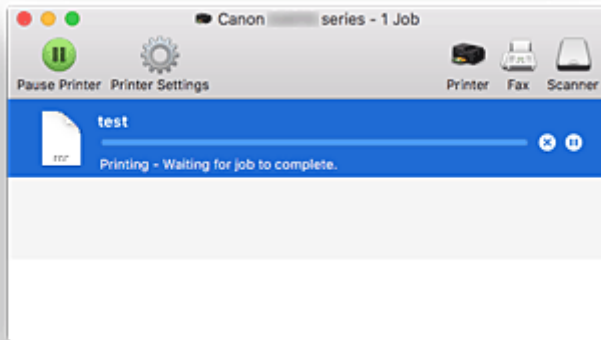 Canon series - 1 Job
Pause Printer Printer Settings Printer Fax Scanner
test
Printing - Waiting for job to complete.